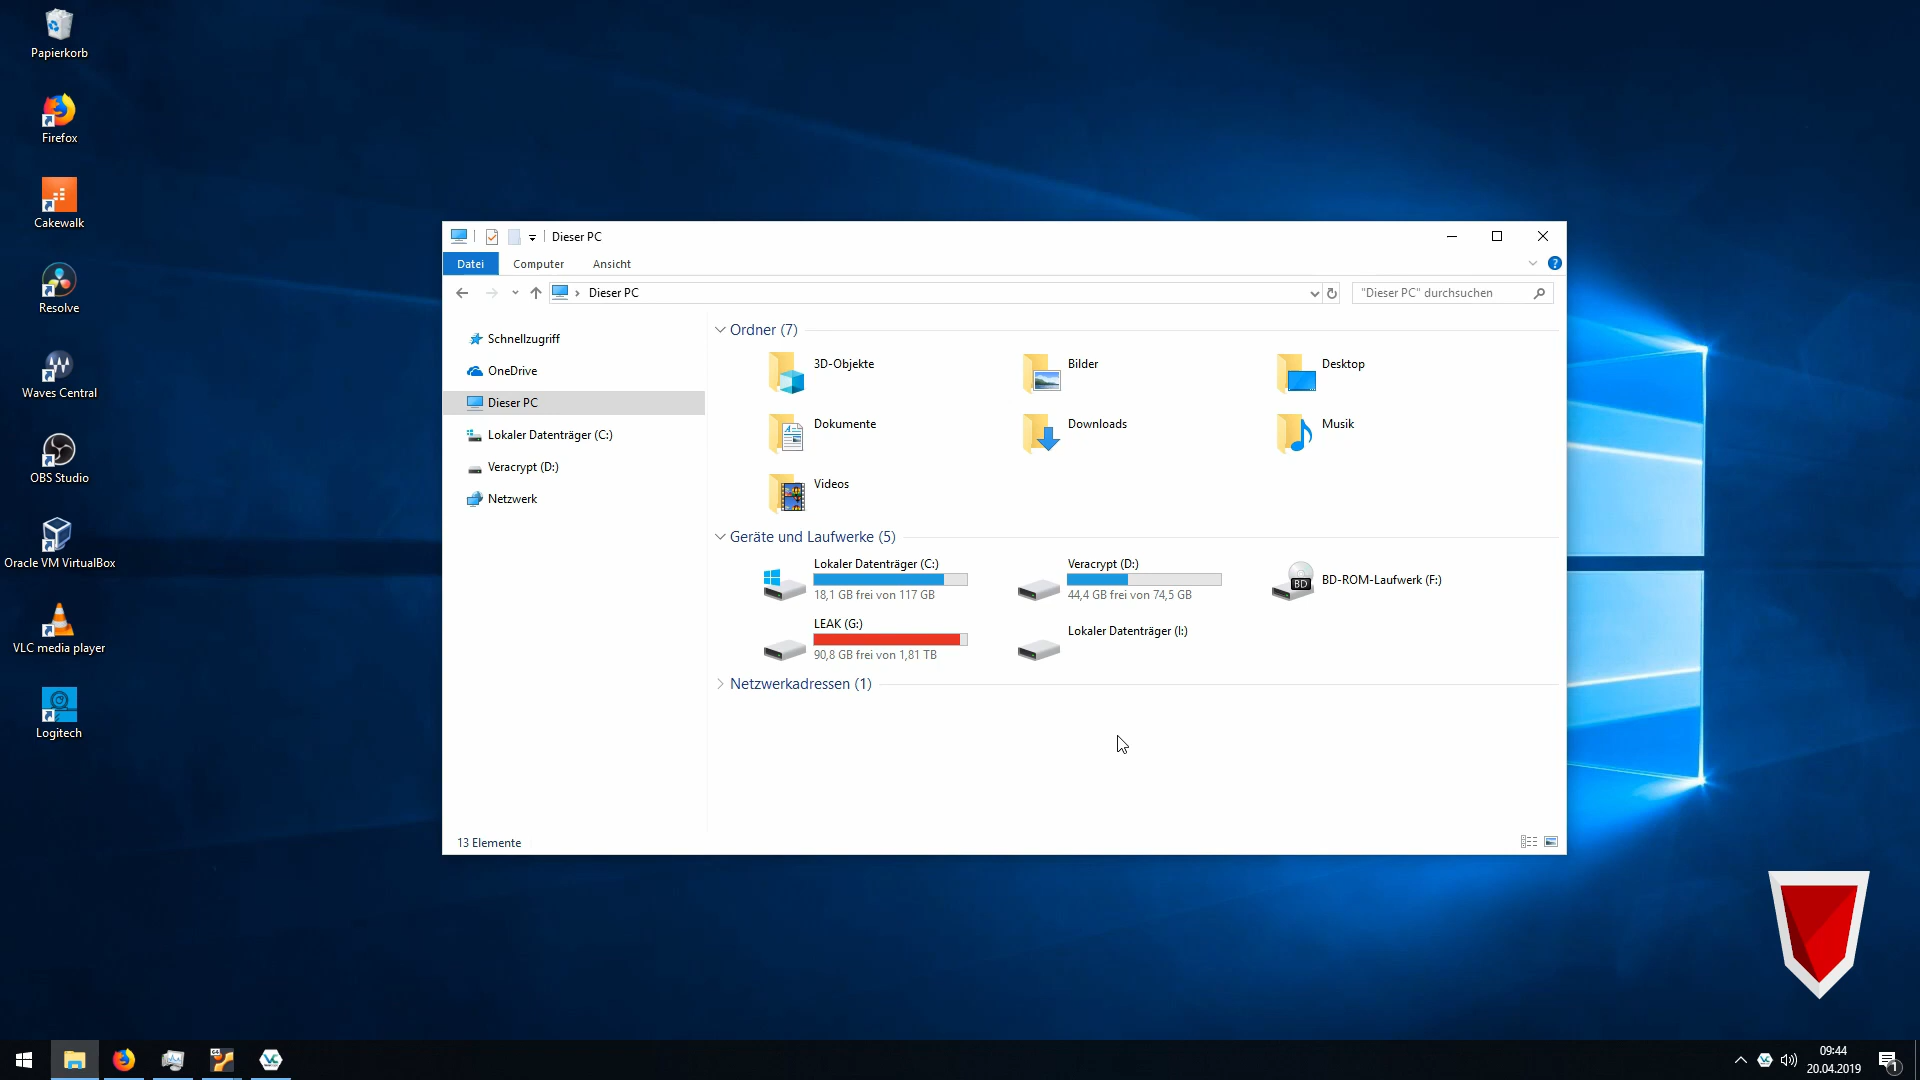 Papierkorb
Firefox
Cakewalk
Resolve
Waves Central
OBS Studio
Oracle VM VirtualBox
VLC media player
Logitech
Dieser PC
Datei Computer Ansicht
?
Dieser PC
"Dieser PC" durchsuchen
Schnellzugriff
OneDrive
Dieser PC
Lokaler Datenträger (C:)
Veracrypt (D:)
Netzwerk
Ordner (7)
3D-Objekte Bilder Desktop
Dokumente Downloads Musik
Videos
Geräte und Laufwerke (5)
Lokaler Datenträger (C:)
18,1 GB frei von 117 GB
Veracrypt (D:)
44,4 GB frei von 74,5 GB
BD
BD-ROM-Laufwerk (F:)
LEAK (G:)
90,8 GB frei von 1,81 TB
Lokaler Datenträger (I:)
Netzwerkadressen (1)
13 Elemente
09:44
20.04.2019
1